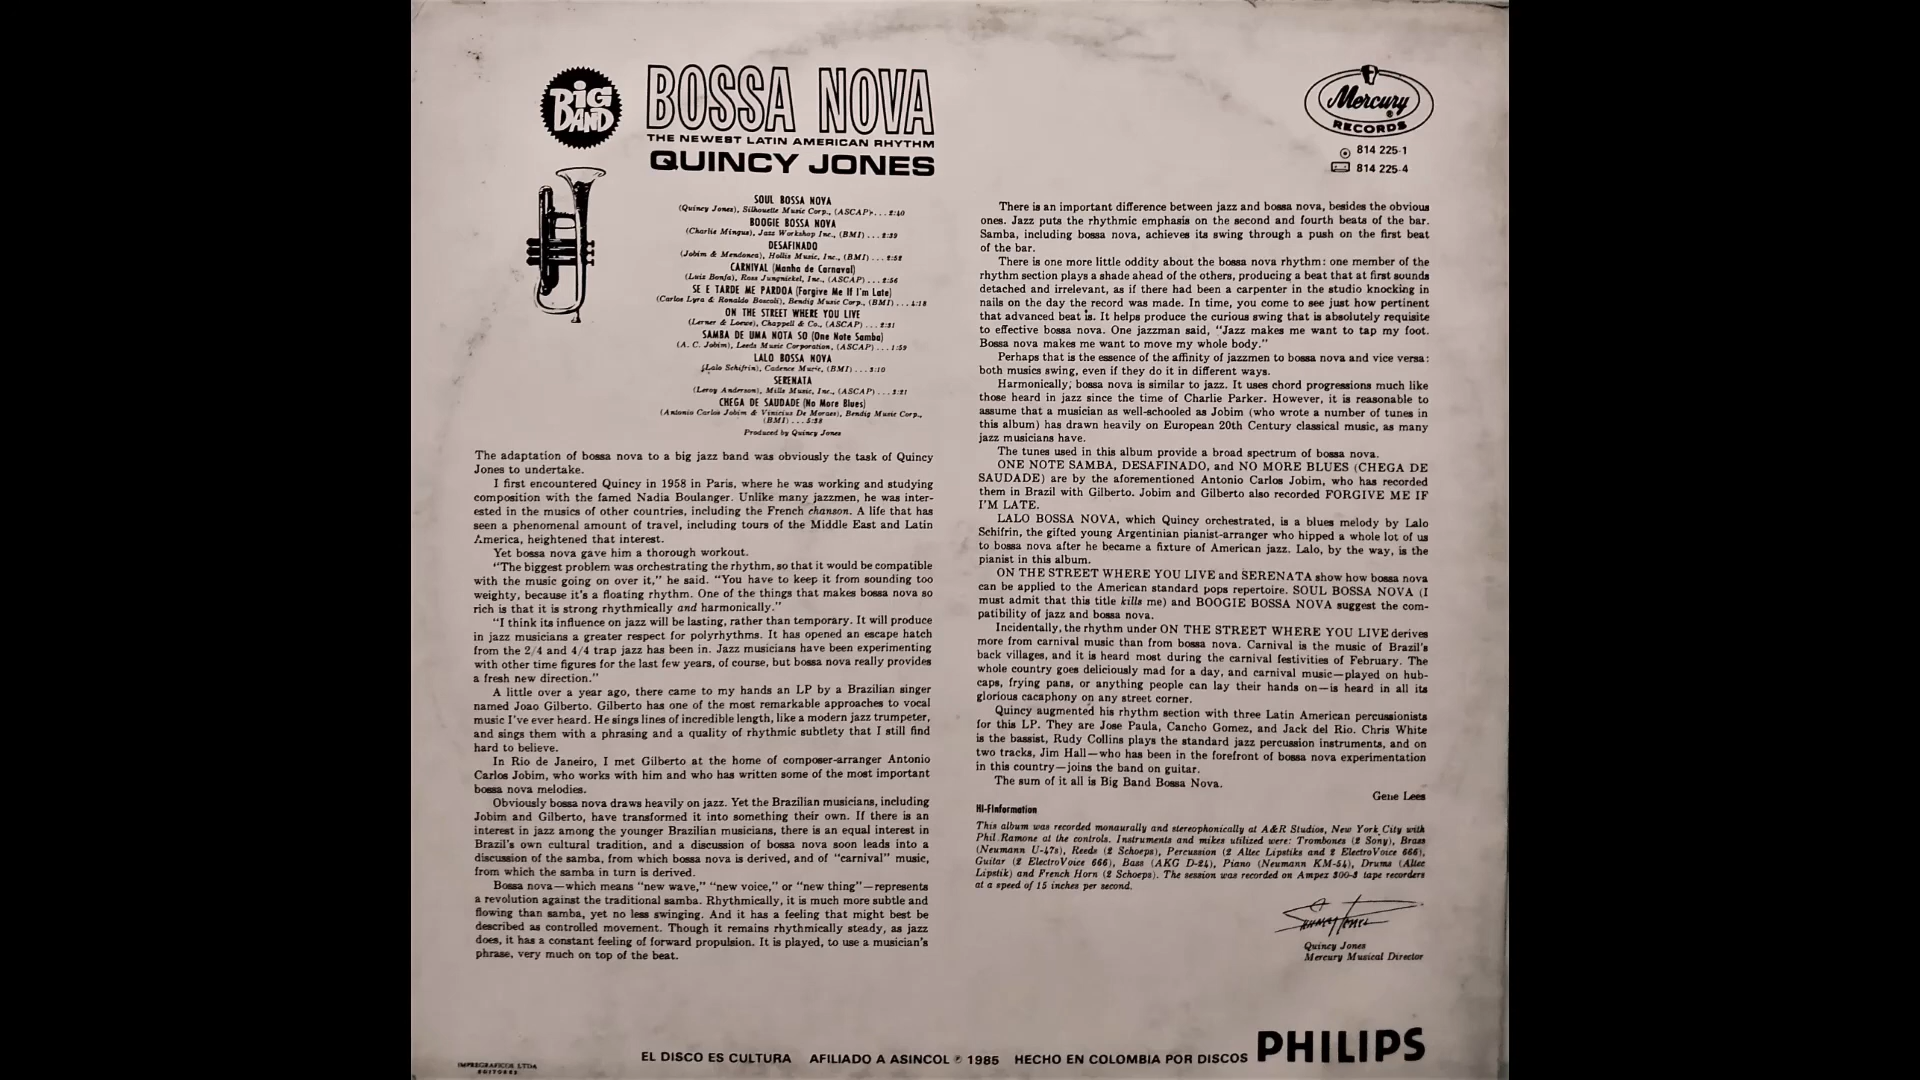 BIG BAND
BOSSA NOVA
THE NEWEST LATIN AMERICAN RHYTHM
QUINCY JONES
Mercury
RECORDS
814 225-1
814 225-4
SOUL BOSSA NOVA
(Quincy Jones), Silhouette Music Corp., (ASCAP)....2:40
BOOGIE BOSSA NOVA
(Charlie Mingus), Jazz Workshop Inc., (BMI)....2:39
DESAFINADO
(Jobim & Mendonca), Hollis Music, Inc., (BMI)....2:52
CARNIVAL (Manha de Carnaval)
(Luiz Bonfa), Ross Jungnickel, Inc., (ASCAP)....2:56
SE E TARDE ME PARDOA (Forgive Me If I'm Late)
(Carlos Lyra & Ronaldo Boscoli), Bendig Music Corp., (BMI)....4:18
ON THE STREET WHERE YOU LIVE
(Lerner & Loewe), Chappell & Co., (ASCAP)....2:31
SAMBA DE UMA NOTA SO (One Note Samba)
(A. C. Jobim), Leeds Music Corporation, (ASCAP)....1:59
LALO BOSSA NOVA
(Lalo Schifrin), Cadence Music, (BMI)....3:10
SERENATA
(Leroy Anderson), Mills Music, Inc., (ASCAP)....3:21
CHEGA DE SAUDADE (No More Blues)
(Antonio Carlos Jobim & Vinicius De Moraes), Bendig Music Corp.,
(BMI)....5:38
Produced by Quincy Jones
The adaptation of bossa nova to a big jazz band was obviously the task of Quincy
Jones to undertake.
I first encountered Quincy in 1958 in Paris, where he was working and studying
composition with the famed Nadia Boulanger. Unlike many jazzmen, he was inter-
ested in the musics of other countries, including the French chanson. A life that has
seen a phenomenal amount of travel, including tours of the Middle East and Latin
America, heightened that interest.
Yet bossa nova gave him a thorough workout.
"The biggest problem was orchestrating the rhythm, so that it would be compatible
with the music going on over it," he said. "You have to keep it from sounding too
weighty, because it's a floating rhythm. One of the things that makes bossa nova so
rich is that it is strong rhythmically and harmonically."
"I think its influence on jazz will be lasting, rather than temporary. It will produce
in jazz musicians a greater respect for polyrhythms. It has opened an escape hatch
from the 2/4 and 4/4 trap jazz has been in. Jazz musicians have been experimenting
with other time figures for the last few years, of course, but bossa nova really provides
a fresh new direction."
A little over a year ago, there came to my hands an LP by a Brazilian singer
named Joao Gilberto. Gilberto has one of the most remarkable approaches to vocal
music I've ever heard. He sings lines of incredible length, like a modern jazz trumpeter,
and sings them with a phrasing and a quality of rhythmic subtlety that I still find
hard to believe.
In Rio de Janeiro, I met Gilberto at the home of composer-arranger Antonio
Carlos Jobim, who works with him and who has written some of the most important
bossa nova melodies.
Obviously bossa nova draws heavily on jazz. Yet the Brazilian musicians, including
Jobim and Gilberto, have transformed it into something their own. If there is an
interest in jazz among the younger Brazilian musicians, there is an equal interest in
Brazil's own cultural tradition, and a discussion of bossa nova soon leads into a
discussion of the samba, from which bossa nova is derived, and of "carnival" music,
from which the samba in turn is derived.
Bossa nova—which means "new wave," "new voice," or "new thing"—represents
a revolution against the traditional samba. Rhythmically, it is much more subtle and
flowing than samba, yet no less swinging. And it has a feeling that might best be
described as controlled movement. Though it remains rhythmically steady, as jazz
does, it has a constant feeling of forward propulsion. It is played, to use a musician's
phrase, very much on top of the beat.
There is an important difference between jazz and bossa nova, besides the obvious
ones. Jazz puts the rhythmic emphasis on the second and fourth beats of the bar.
Samba, including bossa nova, achieves its swing through a push on the first beat
of the bar.
There is one more little oddity about the bossa nova rhythm: one member of the
rhythm section plays a shade ahead of the others, producing a beat that at first sounds
detached and irrelevant, as if there had been a carpenter in the studio knocking in
nails on the day the record was made. In time, you come to see just how pertinent
that advanced beat is. It helps produce the curious swing that is absolutely requisite
to effective bossa nova. One jazzman said, "Jazz makes me want to tap my foot.
Bossa nova makes me want to move my whole body."
Perhaps that is the essence of the affinity of jazzmen to bossa nova and vice versa:
both musics swing, even if they do it in different ways.
Harmonically, bossa nova is similar to jazz. It uses chord progressions much like
those heard in jazz since the time of Charlie Parker. However, it is reasonable to
assume that a musician as well-schooled as Jobim (who wrote a number of tunes in
this album) has drawn heavily on European 20th Century classical music, as many
jazz musicians have.
The tunes used in this album provide a broad spectrum of bossa nova.
ONE NOTE SAMBA, DESAFINADO, and NO MORE BLUES (CHEGA DE
SAUDADE) are by the aforementioned Antonio Carlos Jobim, who has recorded
them in Brazil with Gilberto. Jobim and Gilberto also recorded FORGIVE ME IF
I'M LATE.
LALO BOSSA NOVA, which Quincy orchestrated, is a blues melody by Lalo
Schifrin, the gifted young Argentinian pianist-arranger who hipped a whole lot of us
to bossa nova after he became a fixture of American jazz. Lalo, by the way, is the
pianist in this album.
ON THE STREET WHERE YOU LIVE and SERENATA show how bossa nova
can be applied to the American standard pops repertoire. SOUL BOSSA NOVA (I
must admit that this title kills me) and BOOGIE BOSSA NOVA suggest the com-
patibility of jazz and bossa nova.
Incidentally, the rhythm under ON THE STREET WHERE YOU LIVE derives
more from carnival music than from bossa nova. Carnival is the music of Brazil's
back villages, and it is heard most during the carnival festivities of February. The
whole country goes deliciously mad for a day, and carnival music—played on hub-
caps, frying pans, or anything people can lay their hands on—is heard in all its
glorious cacaphony on any street corner.
Quincy augmented his rhythm section with three Latin American percussionists
for this LP. They are Jose Paula, Cancho Gomez, and Jack del Rio. Chris White
is the bassist, Rudy Collins plays the standard jazz percussion instruments, and on
two tracks, Jim Hall—who has been in the forefront of bossa nova experimentation
in this country—joins the band on guitar.
The sum of it all is Big Band Bossa Nova.
Gene Lees
HI-FInformation
This album was recorded monaurally and stereophonically at A&R Studios, New York City with
Phil Ramone at the controls. Instruments and mikes utilized were: Trombones (2 Sony), Brass
(Neumann U-47s), Reeds (2 Schoeps), Percussion (2 Altec Lipstiks and 2 ElectroVoice 666),
Guitar (2 ElectroVoice 666), Bass (AKG D-24), Piano (Neumann KM-54), Drums (Altec
Lipstik) and French Horn (2 Schoeps). The session was recorded on Ampex 300-3 tape recorders
at a speed of 15 inches per second.
Quincy Jones
Quincy Jones
Mercury Musical Director
EL DISCO ES CULTURA AFILIADO A ASINCOL ℗ 1985 HECHO EN COLOMBIA POR DISCOS PHILIPS
IMPREGRAFICOS LTDA
EDITORES